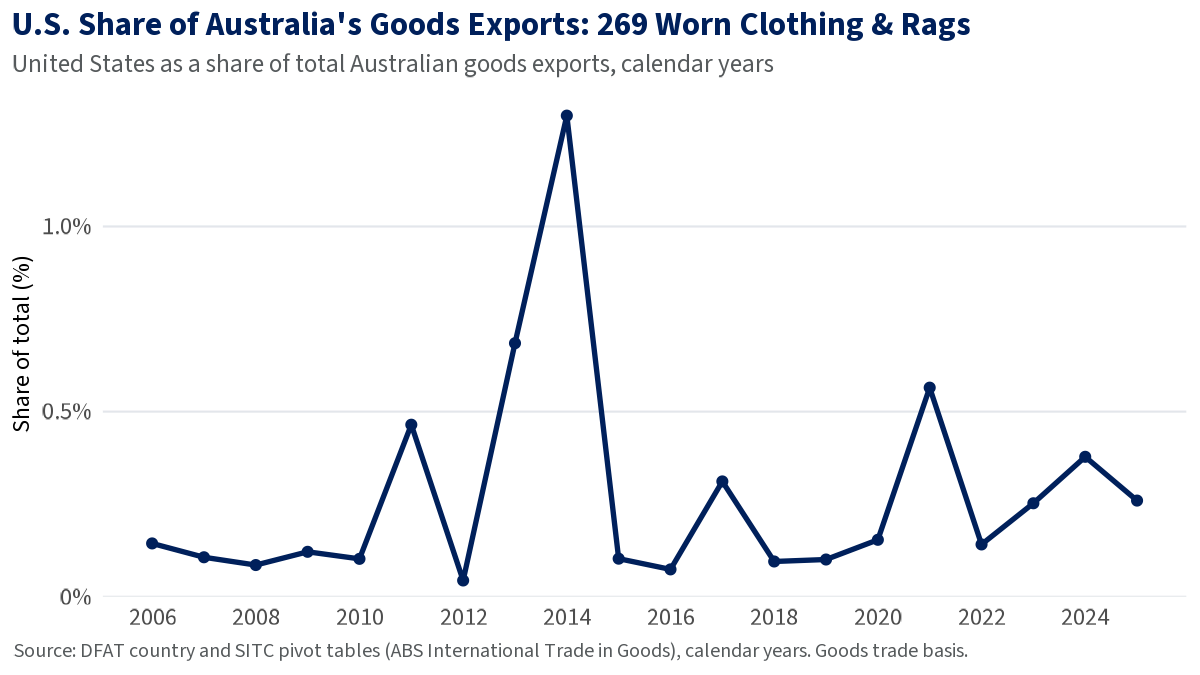 U.S. Share of Australia's Goods Exports: 269 Worn Clothing & Rags
United States as a share of total Australian goods exports, calendar years
Share of total (%)
1.0%
0.5%
0%
2006 2008 2010 2012 2014 2016 2018 2020 2022 2024
Source: DFAT country and SITC pivot tables (ABS International Trade in Goods), calendar years. Goods trade basis.